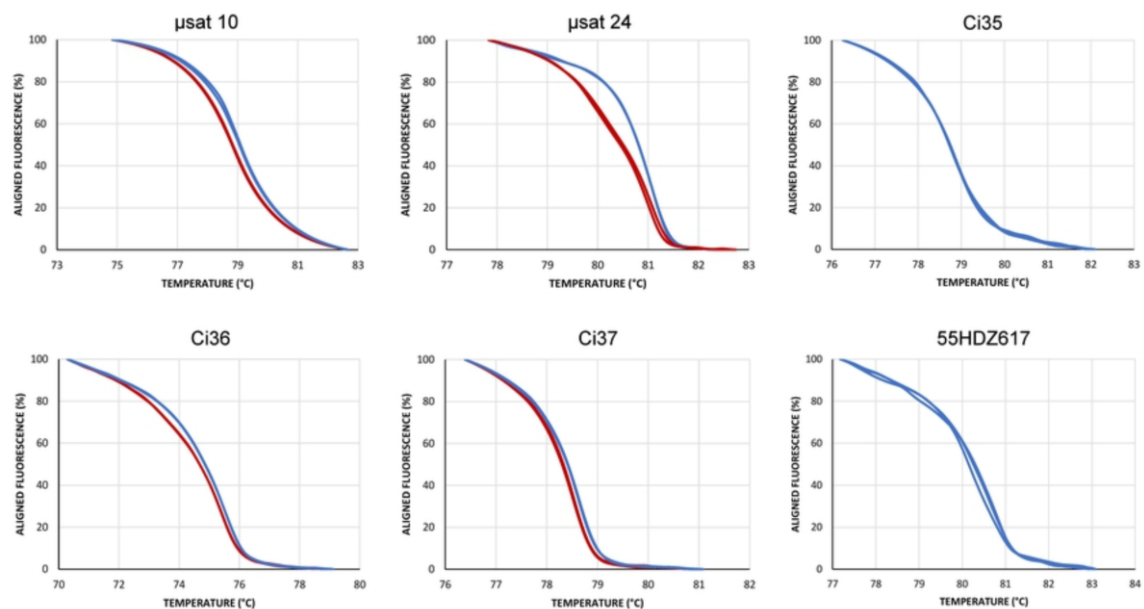 µsat 10
µsat 24
Ci35
ALIGNED FLUORESCENCE (%)
100
80
60
40
20
0
73 75 77 79 81 83
TEMPERATURE (°C)
ALIGNED FLUORESCENCE (%)
100
80
60
40
20
0
77 78 79 80 81 82 83
TEMPERATURE (°C)
ALIGNED FLUORESCENCE (%)
100
80
60
40
20
0
76 77 78 79 80 81 82 83
TEMPERATURE (°C)
Ci36
Ci37
55HDZ617
ALIGNED FLUORESCENCE (%)
100
80
60
40
20
0
70 72 74 76 78 80
TEMPERATURE (°C)
ALIGNED FLUORESCENCE (%)
100
80
60
40
20
0
76 77 78 79 80 81 82
TEMPERATURE (°C)
ALIGNED FLUORESCENCE (%)
100
80
60
40
20
0
77 78 79 80 81 82 83 84
TEMPERATURE (°C)